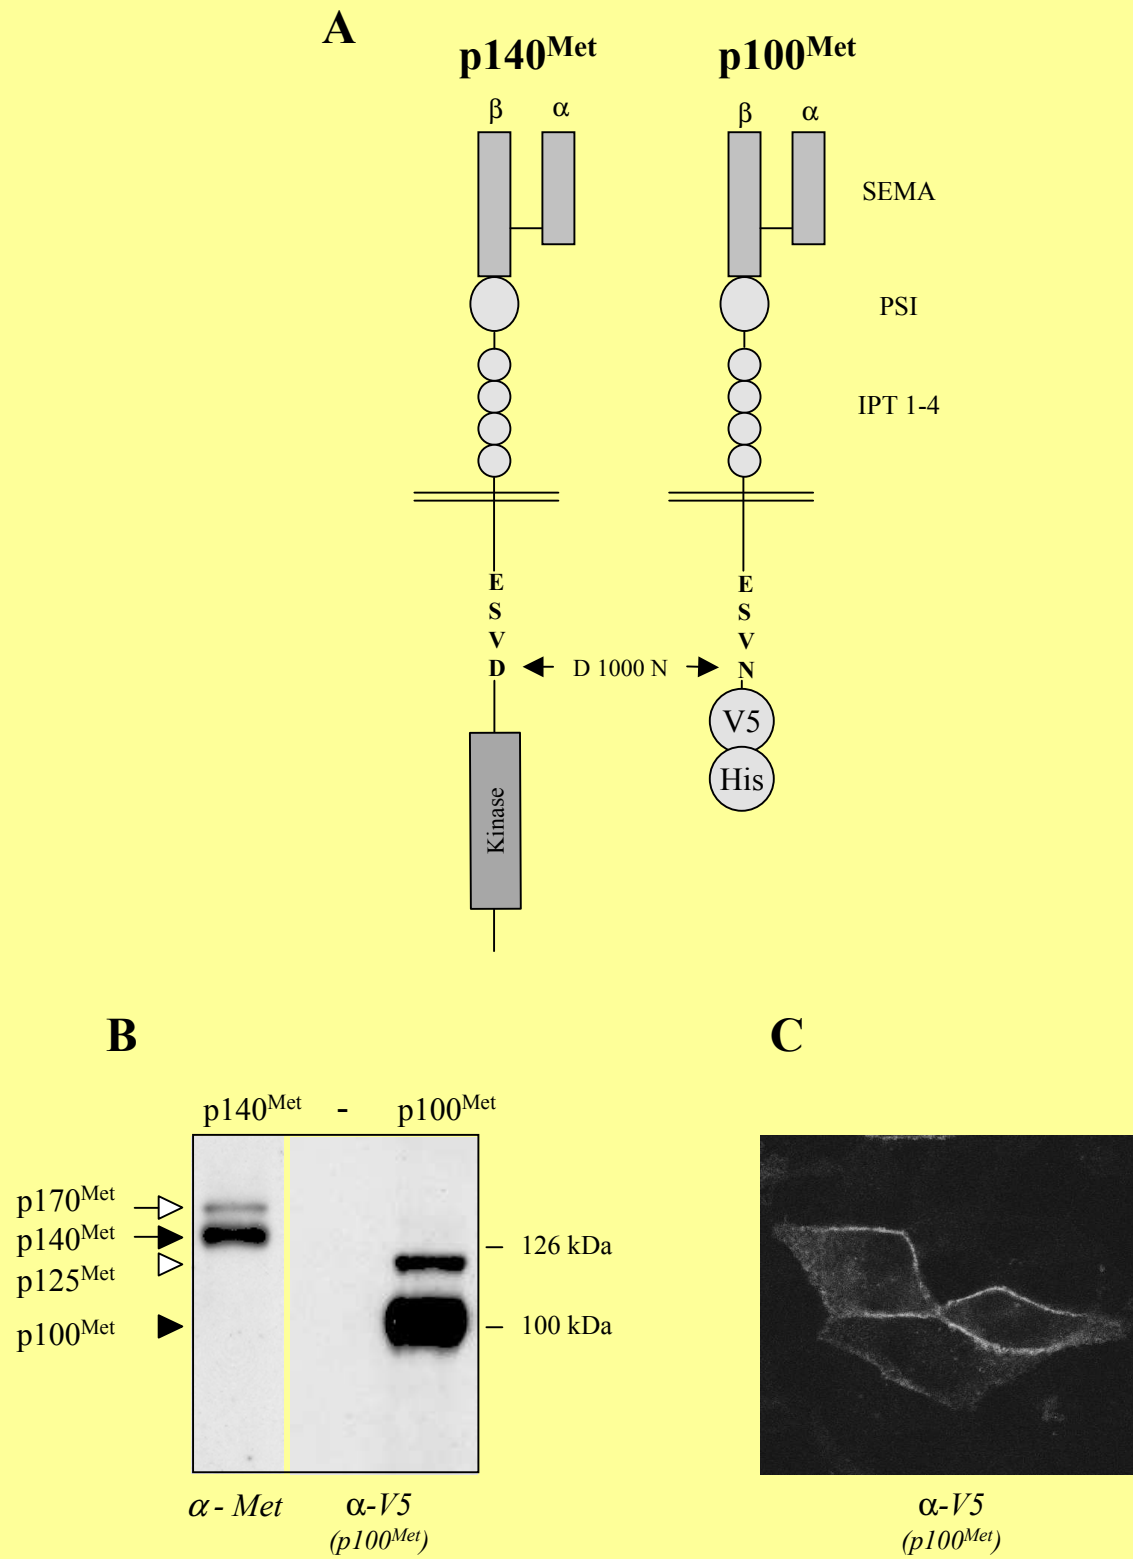 A
p140Met p100Met
β α β α
SEMA
PSI
IPT 1-4
E E
S S
V V
D D 1000 N N
V5
His
Kinase
B C
p140Met - p100Met
p170Met
p140Met
p125Met
p100Met
126 kDa
100 kDa
α - Met α-V5
(p100Met)
α-V5
(p100Met)